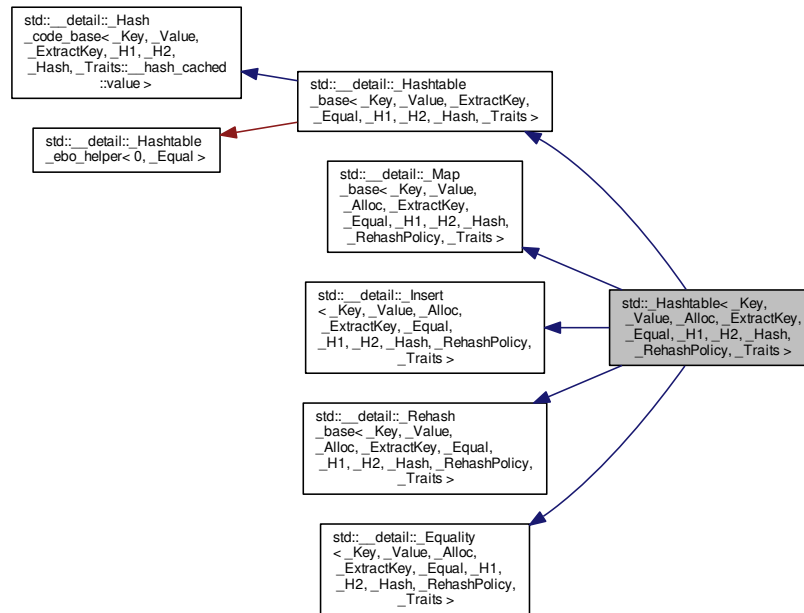 std::__detail::_Hash
_code_base< _Key, _Value,
_ExtractKey, _H1, _H2,
_Hash, _Traits::__hash_cached
::value >
std::__detail::_Hashtable
_base< _Key, _Value, _ExtractKey,
_Equal, _H1, _H2, _Hash, _Traits >
std::__detail::_Hashtable
_ebo_helper< 0, _Equal >
std::__detail::_Map
_base< _Key, _Value,
_Alloc, _ExtractKey,
_Equal, _H1, _H2, _Hash,
_RehashPolicy, _Traits >
std::__detail::_Insert
< _Key, _Value, _Alloc,
_ExtractKey, _Equal,
_H1, _H2, _Hash, _RehashPolicy,
_Traits >
std::_Hashtable< _Key,
_Value, _Alloc, _ExtractKey,
_Equal, _H1, _H2, _Hash,
_RehashPolicy, _Traits >
std::__detail::_Rehash
_base< _Key, _Value,
_Alloc, _ExtractKey, _Equal,
_H1, _H2, _Hash, _RehashPolicy,
_Traits >
std::__detail::_Equality
< _Key, _Value, _Alloc,
_ExtractKey, _Equal, _H1,
_H2, _Hash, _RehashPolicy,
_Traits >